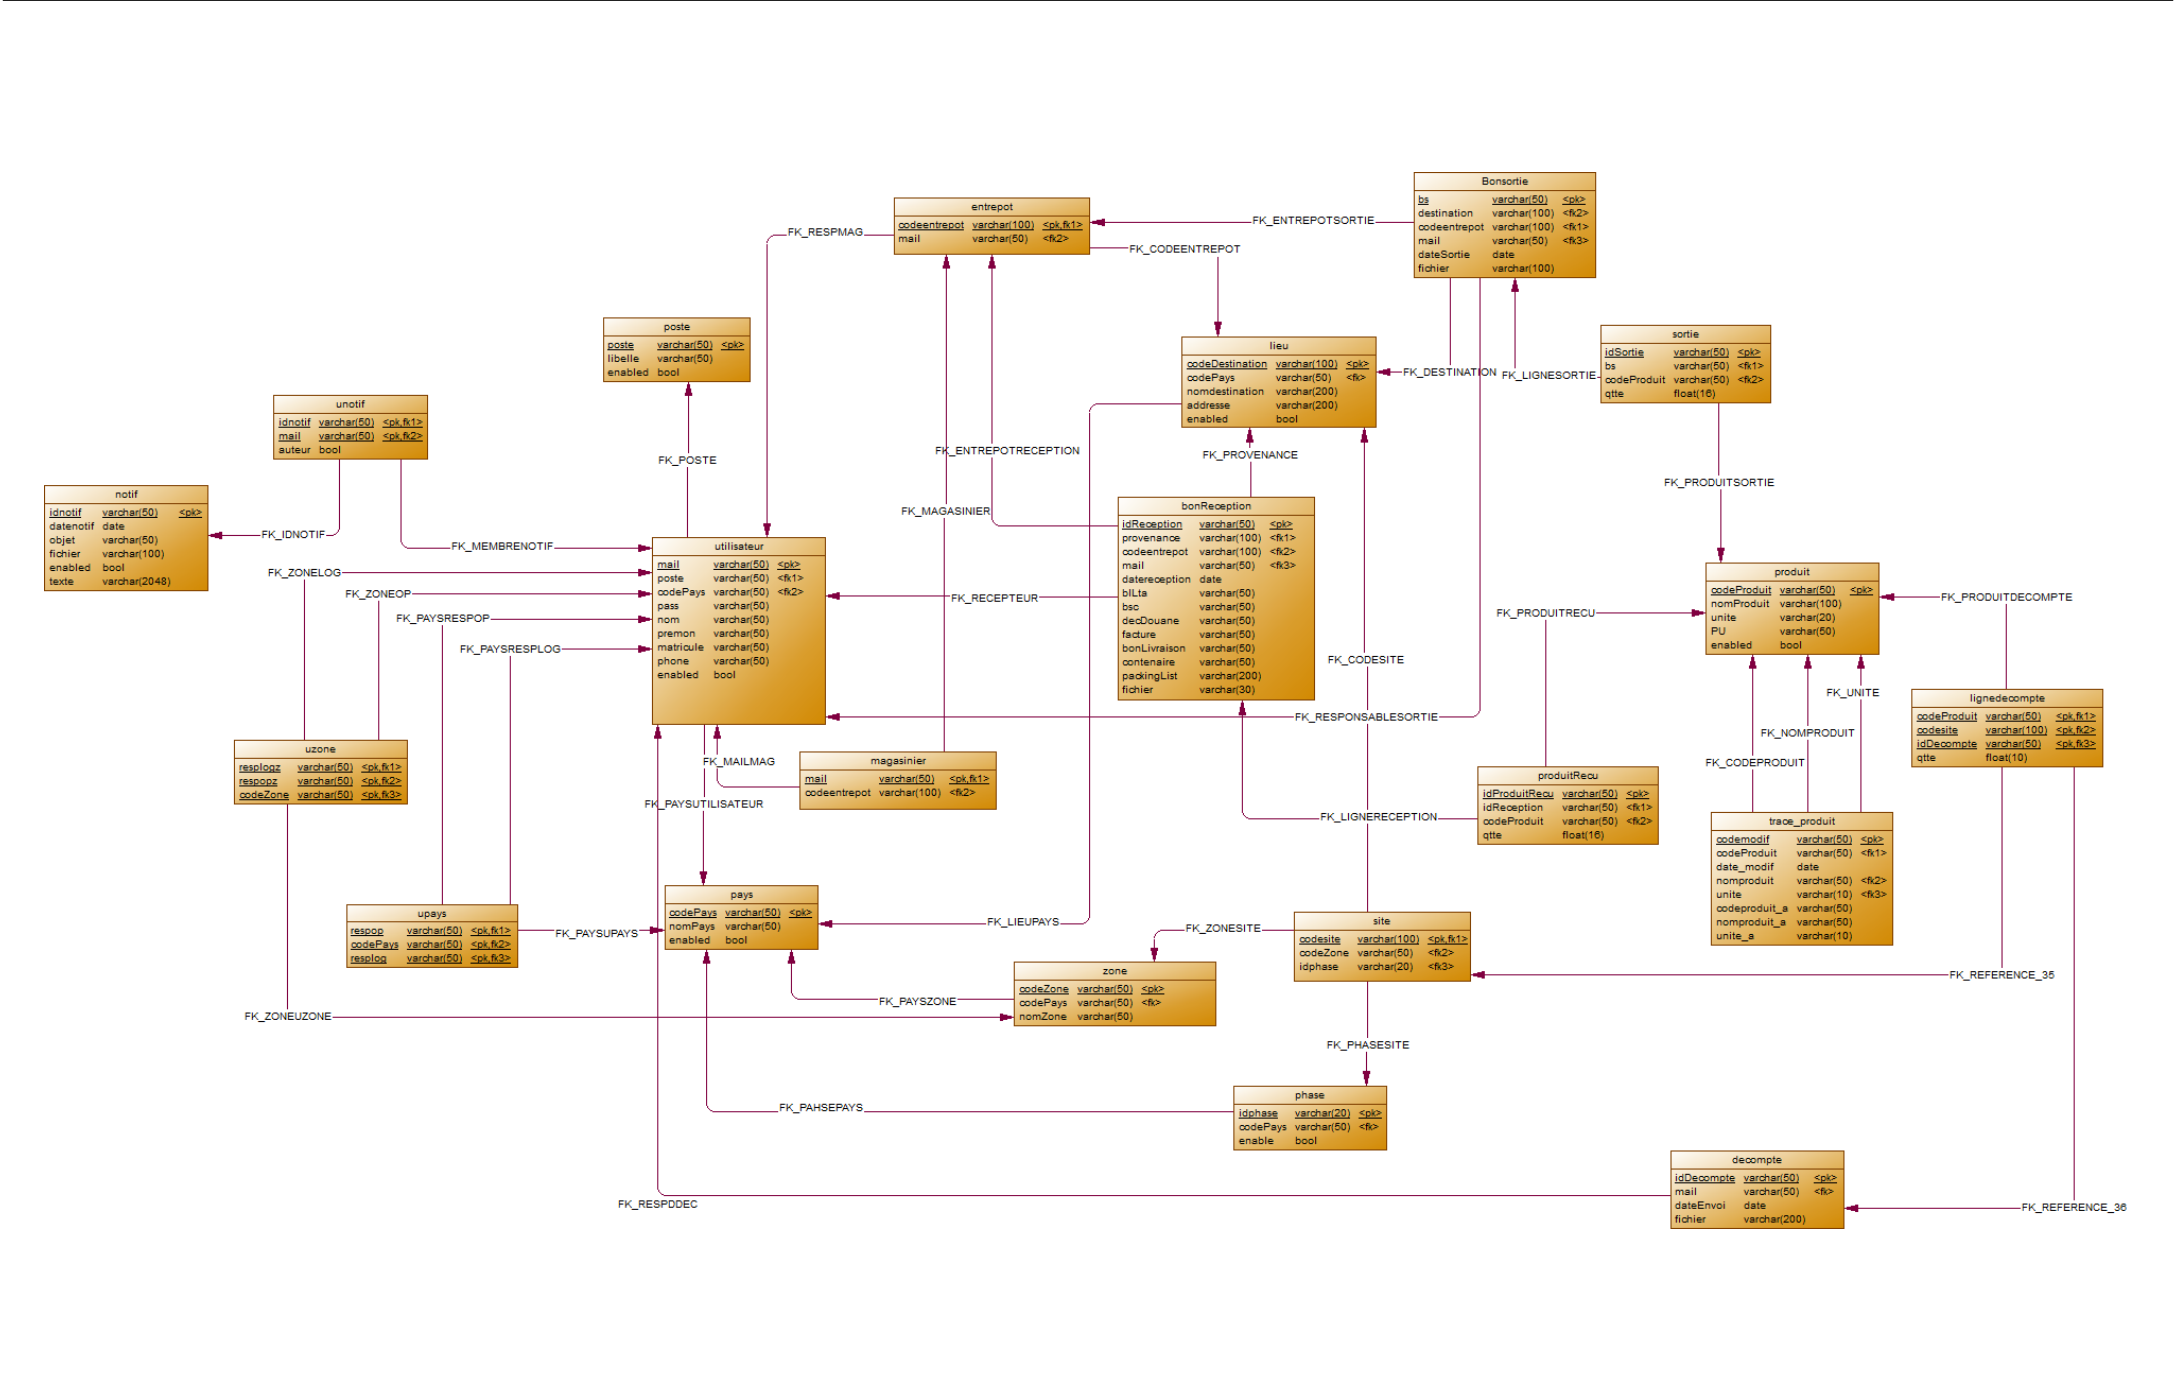 Bonsortie
bs varchar(50) <pk>
destination varchar(100) <fk2>
codeentrepot varchar(100) <fk1>
mail varchar(50) <fk3>
dateSortie date
fichier varchar(100)
entrepot
codeentrepot varchar(100) <pk,fk1>
mail varchar(50) <fk2>
FK_ENTREPOTSORTIE
FK_RESPMAG
FK_CODEENTREPOT
poste
poste varchar(50) <pk>
libelle varchar(50)
enabled bool
lieu
codeDestination varchar(100) <pk>
codePays varchar(50) <fk>
nomdestination varchar(200)
addresse varchar(200)
enabled bool
FK_DESTINATION
FK_LIGNESORTIE
sortie
idSortie varchar(50) <pk>
bs varchar(50) <fk1>
codeProduit varchar(50) <fk2>
qtte float(16)
unotif
idnotif varchar(50) <pk,fk1>
mail varchar(50) <pk,fk2>
auteur bool
FK_POSTE
FK_ENTREPOTRECEPTION
FK_PROVENANCE
FK_PRODUITSORTIE
notif
idnotif varchar(50) <pk>
datenotif date
objet varchar(50)
fichier varchar(100)
enabled bool
texte varchar(2048)
FK_IDNOTIF
FK_MEMBRENOTIF
FK_MAGASINIER
bonReception
idReception varchar(50) <pk>
provenance varchar(100) <fk1>
codeentrepot varchar(100) <fk2>
mail varchar(50) <fk3>
datereception date
blLta varchar(50)
bsc varchar(50)
decDouane varchar(50)
facture varchar(50)
bonLivraison varchar(50)
contenaire varchar(50)
packingList varchar(200)
fichier varchar(30)
utilisateur
mail varchar(50) <pk>
poste varchar(50) <fk1>
codePays varchar(50) <fk2>
pass varchar(50)
nom varchar(50)
premon varchar(50)
matricule varchar(50)
phone varchar(50)
enabled bool
FK_ZONELOG
FK_ZONEOP
FK_PAYSRESPOP
FK_PAYSRESPLOG
FK_RECEPTEUR
FK_CODESITE
FK_RESPONSABLESORTIE
produit
codeProduit varchar(50) <pk>
nomProduit varchar(100)
unite varchar(20)
PU varchar(50)
enabled bool
FK_PRODUITRECU
FK_PRODUITDECOMPTE
FK_UNITE
FK_NOMPRODUIT
FK_CODEPRODUIT
lignedecompte
codeProduit varchar(50) <pk,fk1>
codesite varchar(100) <pk,fk2>
idDecompte varchar(50) <pk,fk3>
qtte float(10)
uzone
resplogz varchar(50) <pk,fk1>
respopz varchar(50) <pk,fk2>
codeZone varchar(50) <pk,fk3>
FK_MAILMAG
magasinier
mail varchar(50) <pk,fk1>
codeentrepot varchar(100) <fk2>
FK_PAYSUTILISATEUR
FK_LIGNERECEPTION
produitRecu
idProduitRecu varchar(50) <pk>
idReception varchar(50) <fk1>
codeProduit varchar(50) <fk2>
qtte float(16)
trace_produit
codemodif varchar(50) <pk>
codeProduit varchar(50) <fk1>
date_modif date
nomproduit varchar(50) <fk2>
unite varchar(10) <fk3>
codeproduit_a varchar(50)
nomproduit_a varchar(50)
unite_a varchar(10)
upays
respop varchar(50) <pk,fk1>
codePays varchar(50) <pk,fk2>
resplog varchar(50) <pk,fk3>
FK_PAYSUPAYS
pays
codePays varchar(50) <pk>
nomPays varchar(50)
enabled bool
FK_LIEUPAYS
FK_ZONESITE
site
codesite varchar(100) <pk,fk1>
codeZone varchar(50) <fk2>
idphase varchar(20) <fk3>
FK_REFERENCE_35
zone
codeZone varchar(50) <pk>
codePays varchar(50) <fk>
nomZone varchar(50)
FK_PAYSZONE
FK_ZONEUZONE
FK_PHASESITE
phase
idphase varchar(20) <pk>
codePays varchar(50) <fk>
enable bool
FK_PAHSEPAYS
decompte
idDecompte varchar(50) <pk>
mail varchar(50) <fk>
dateEnvoi date
fichier varchar(200)
FK_RESPDDEC
FK_REFERENCE_36